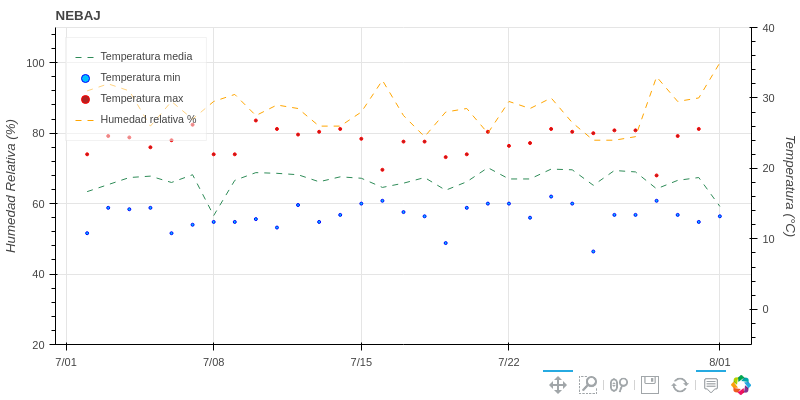 NEBAJ
Temperatura media
Temperatura min
Temperatura max
Humedad relativa %
Humedad Relativa (%)
100
80
60
40
20
40
30
20
10
0
Temperatura (°C)
7/01
7/08
7/15
7/22
8/01